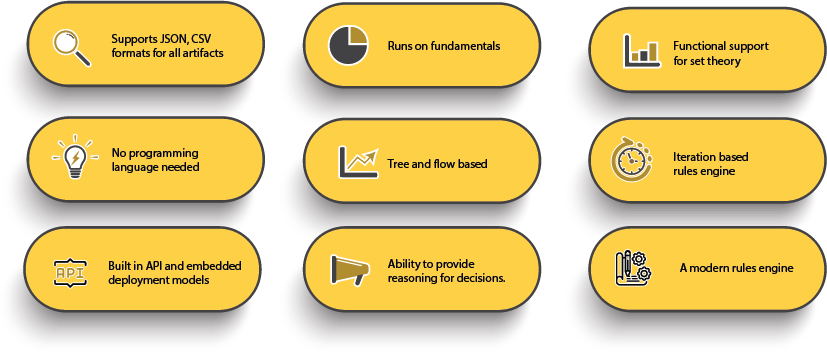 Supports JSON, CSV
formats for all artifacts
Runs on fundamentals
Functional support
for set theory
No programming
language needed
Tree and flow based
Iteration based
rules engine
API
Built in API and embedded
deployment models
Ability to provide
reasoning for decisions.
A modern rules engine